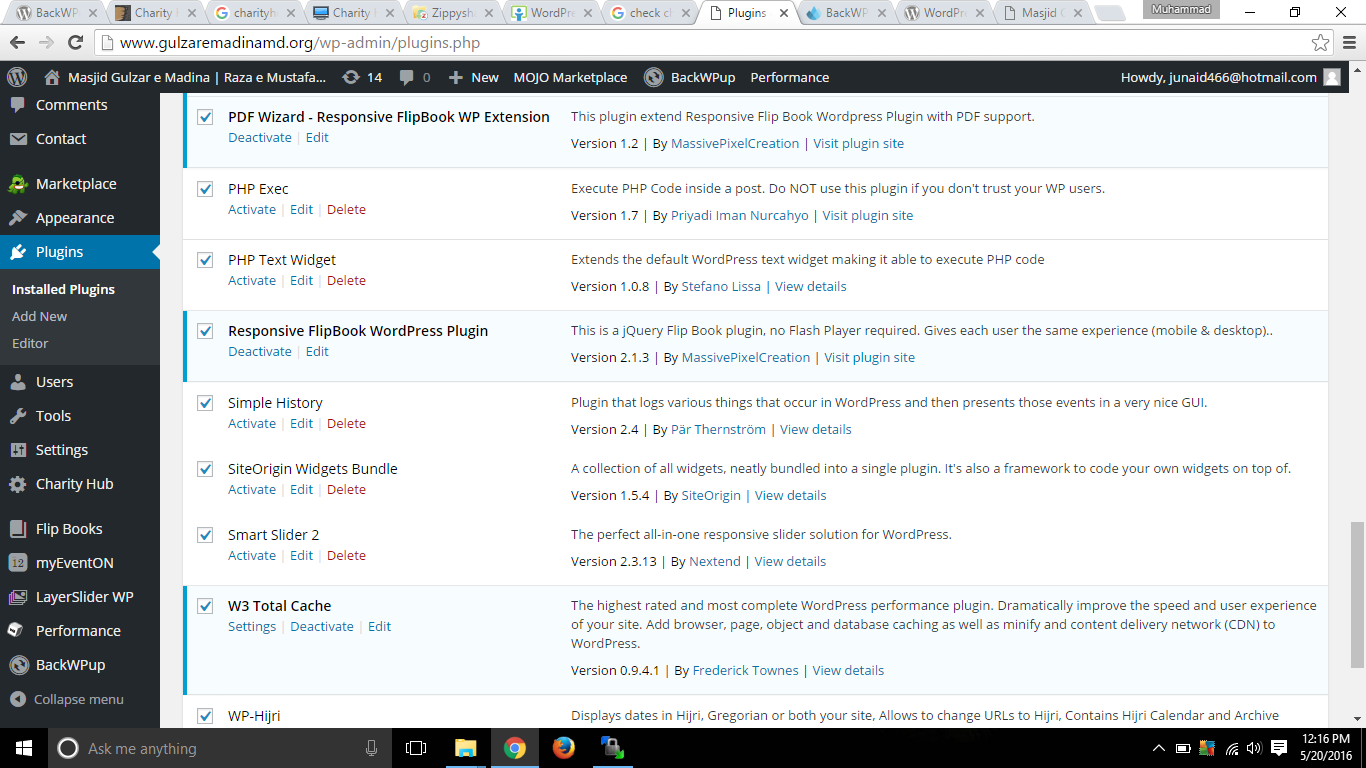 BackWP
Charity
charityh
Charity
Zippysh
WordPre
check cl
Plugins
BackWP
WordPre
Masjid G
Muhammad
www.gulzaremadinamd.org/wp-admin/plugins.php
Masjid Gulzar e Madina | Raza e Mustafa...
14
0
New
MOJO Marketplace
BackWPup
Performance
Howdy, junaid466@hotmail.com
Comments
Contact
Marketplace
Appearance
Plugins
Installed Plugins
Add New
Editor
Users
Tools
Settings
Charity Hub
Flip Books
12
myEventON
LayerSlider WP
Performance
BackWPup
Collapse menu
PDF Wizard - Responsive FlipBook WP Extension
Deactivate | Edit
This plugin extend Responsive Flip Book Wordpress Plugin with PDF support.
Version 1.2 | By MassivePixelCreation | Visit plugin site
PHP Exec
Activate | Edit | Delete
Execute PHP Code inside a post. Do NOT use this plugin if you don't trust your WP users.
Version 1.7 | By Priyadi Iman Nurcahyo | Visit plugin site
PHP Text Widget
Activate | Edit | Delete
Extends the default WordPress text widget making it able to execute PHP code
Version 1.0.8 | By Stefano Lissa | View details
Responsive FlipBook WordPress Plugin
Deactivate | Edit
This is a jQuery Flip Book plugin, no Flash Player required. Gives each user the same experience (mobile & desktop)..
Version 2.1.3 | By MassivePixelCreation | Visit plugin site
Simple History
Activate | Edit | Delete
Plugin that logs various things that occur in WordPress and then presents those events in a very nice GUI.
Version 2.4 | By Pär Thernström | View details
SiteOrigin Widgets Bundle
Activate | Edit | Delete
A collection of all widgets, neatly bundled into a single plugin. It's also a framework to code your own widgets on top of.
Version 1.5.4 | By SiteOrigin | View details
Smart Slider 2
Activate | Edit | Delete
The perfect all-in-one responsive slider solution for WordPress.
Version 2.3.13 | By Nextend | View details
W3 Total Cache
Settings | Deactivate | Edit
The highest rated and most complete WordPress performance plugin. Dramatically improve the speed and user experience
of your site. Add browser, page, object and database caching as well as minify and content delivery network (CDN) to
WordPress.
Version 0.9.4.1 | By Frederick Townes | View details
WP-Hijri
Displays dates in Hijri, Gregorian or both your site, Allows to change URLs to Hijri, Contains Hijri Calendar and Archive
Ask me anything
12:16 PM
5/20/2016